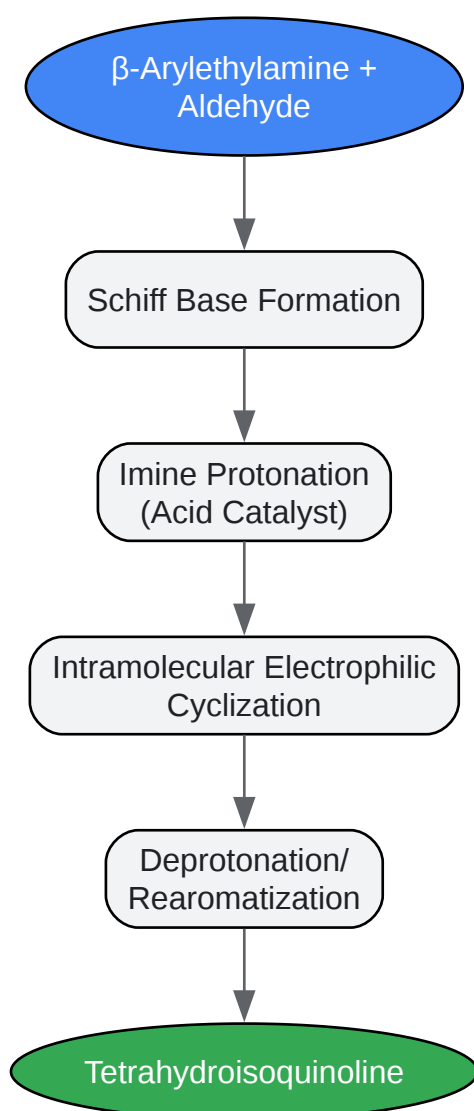 β-Arylethylamine +
Aldehyde
Schiff Base Formation
Imine Protonation
(Acid Catalyst)
Intramolecular Electrophilic
Cyclization
Deprotonation/
Rearomatization
Tetrahydroisoquinoline